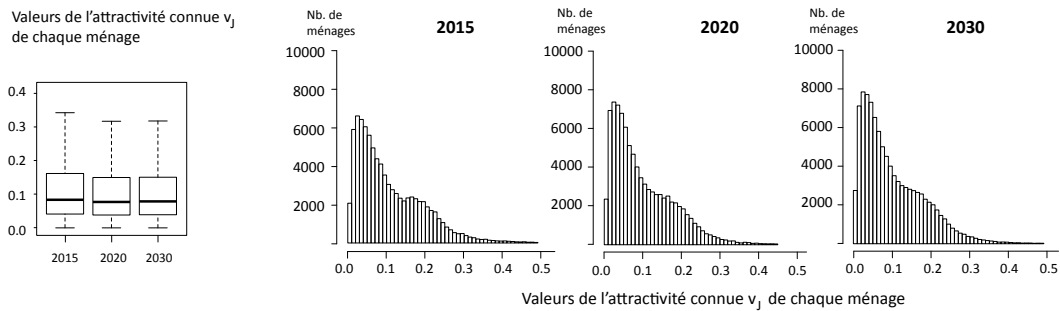 Valeurs de l’attractivité connue vJ
de chaque ménage
0.4
0.3
0.2
0.1
0.0
2015 2020 2030
Nb. de
ménages
2015
10000
8000
6000
4000
2000
0.0 0.1 0.2 0.3 0.4 0.5
Nb. de
ménages
2020
10000
8000
6000
4000
2000
0.0 0.1 0.2 0.3 0.4 0.5
Nb. de
ménages
2030
10000
8000
6000
4000
2000
0.0 0.1 0.2 0.3 0.4 0.5
Valeurs de l’attractivité connue vJ de chaque ménage